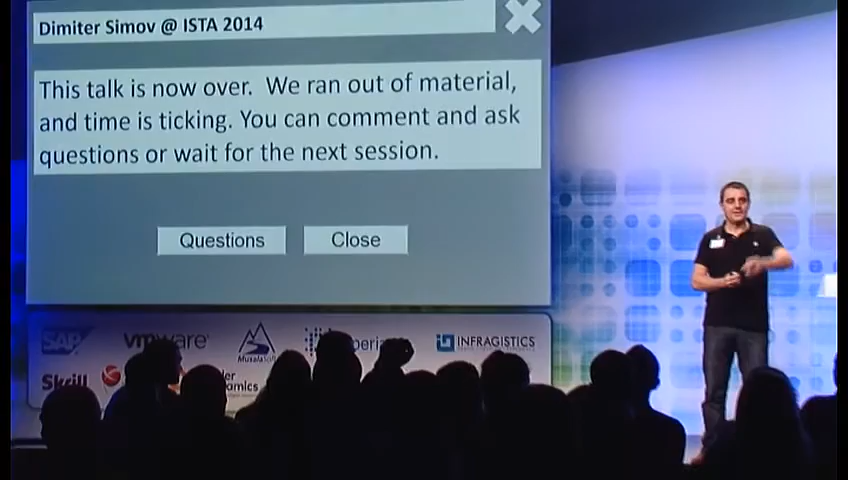 Dimiter Simov @ ISTA 2014
This talk is now over. We ran out of material,
and time is ticking. You can comment and ask
questions or wait for the next session.
Questions
Close
SAP
vmware
INFRAGISTICS
Skrill